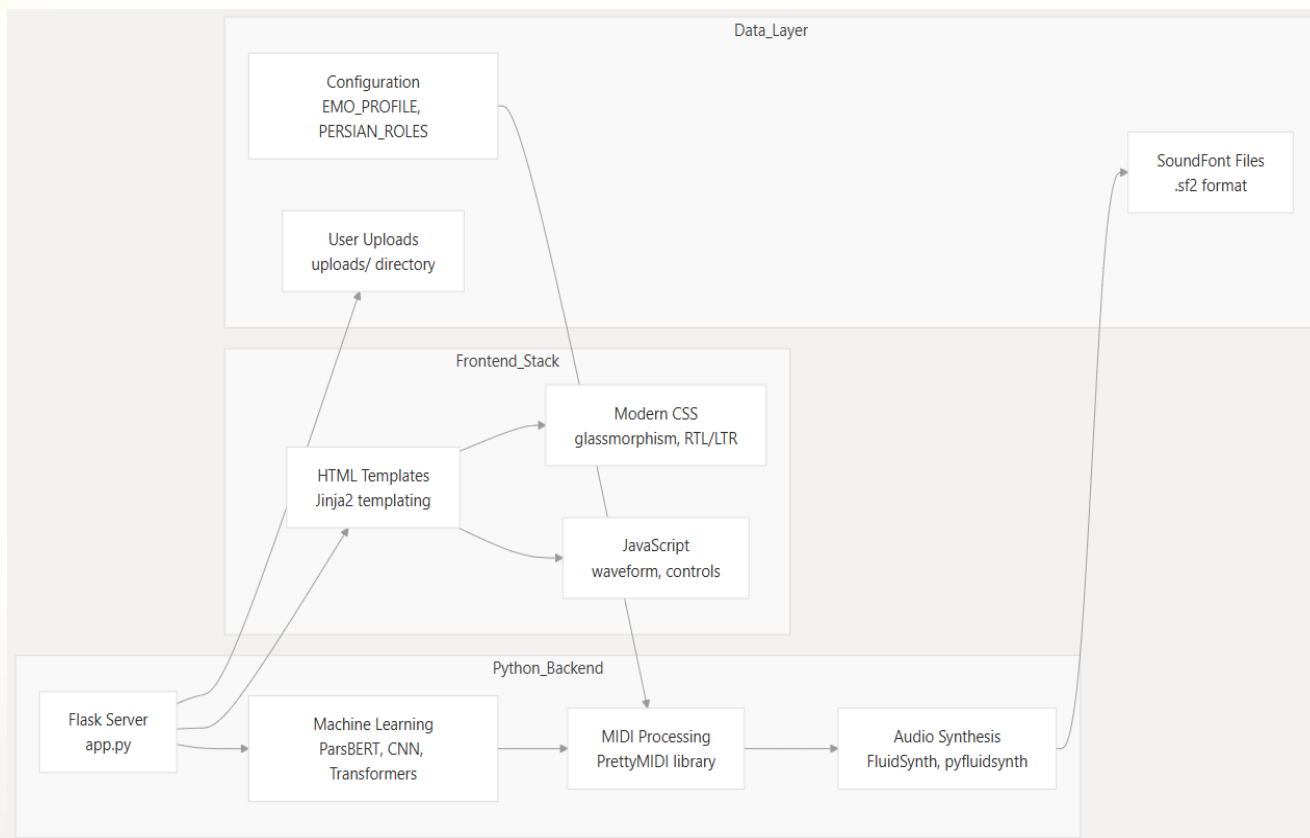 Data_Layer
Configuration
EMO_PROFILE,
PERSIAN_ROLES
SoundFont Files
.sf2 format
User Uploads
uploads/ directory
Frontend_Stack
Modern CSS
glassmorphism, RTL/LTR
HTML Templates
Jinja2 templating
JavaScript
waveform, controls
Python_Backend
Flask Server
app.py
Machine Learning
ParsBERT, CNN,
Transformers
MIDI Processing
PrettyMIDI library
Audio Synthesis
FluidSynth, pyfluidsynth